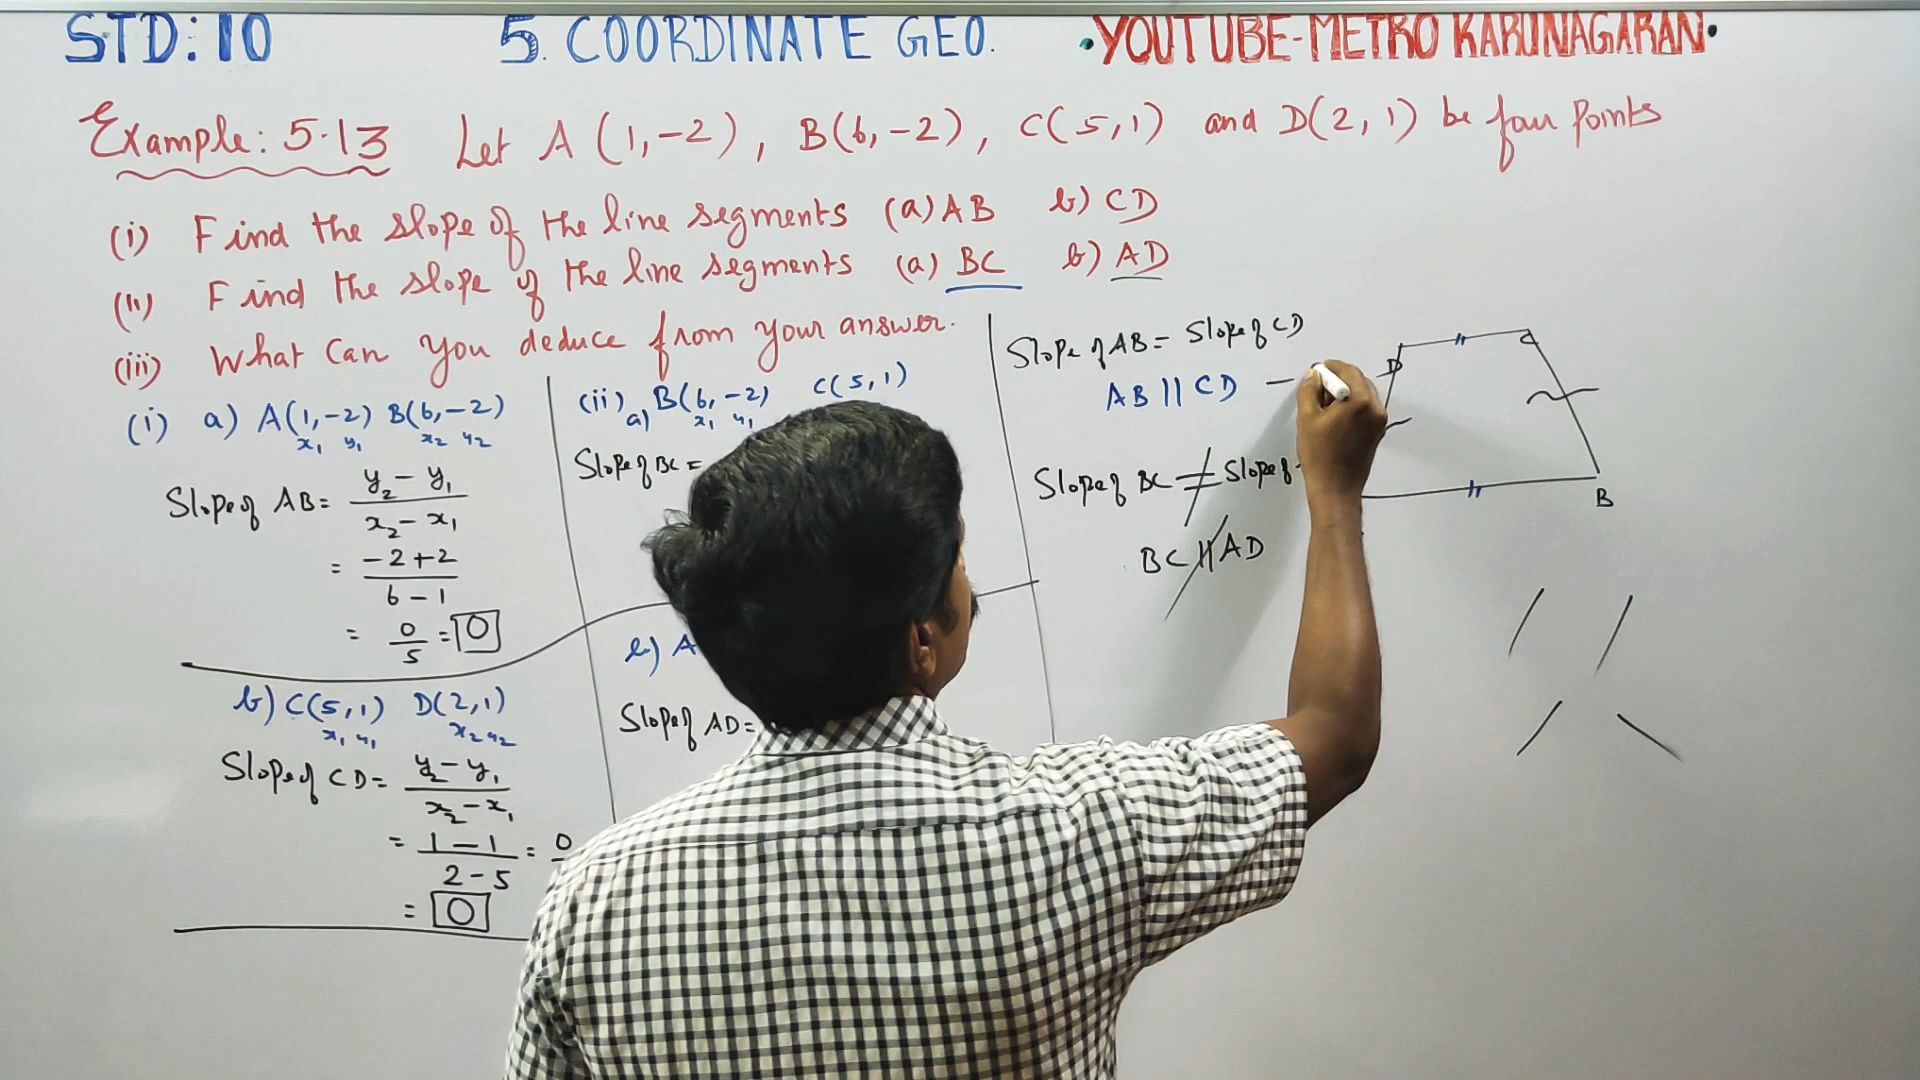 STD: 10 5. COORDINATE GEO. •YOUTUBE-METRO KARUNAGARAN•
Example: 5.13 Let A (1,-2), B(6,-2), C(5,1) and D(2,1) be four points
(i) Find the slope of the line segments (a) AB b) CD
(ii) Find the slope of the line segments (a) BC b) AD
(iii) What can you deduce from your answer.
(i) a) A(1,-2) B(6,-2)
x₁ y₁ x₂ y₂
Slope of AB = y₂ - y₁ / x₂ - x₁
= -2+2 / 6-1
= 0/5 = 0
b) C(5,1) D(2,1)
x₁ y₁ x₂ y₂
Slope of CD = y₂ - y₁ / x₂ - x₁
= 1-1 / 2-5 = 0
= 0
(ii) a) B(6,-2) C(5,1)
x₁ y₁
Slope of BC =
b) A
Slope of AD =
Slope of AB = Slope of CD
AB || CD —
Slope of BC ≠ Slope of
BC ∦ AD
D C
B